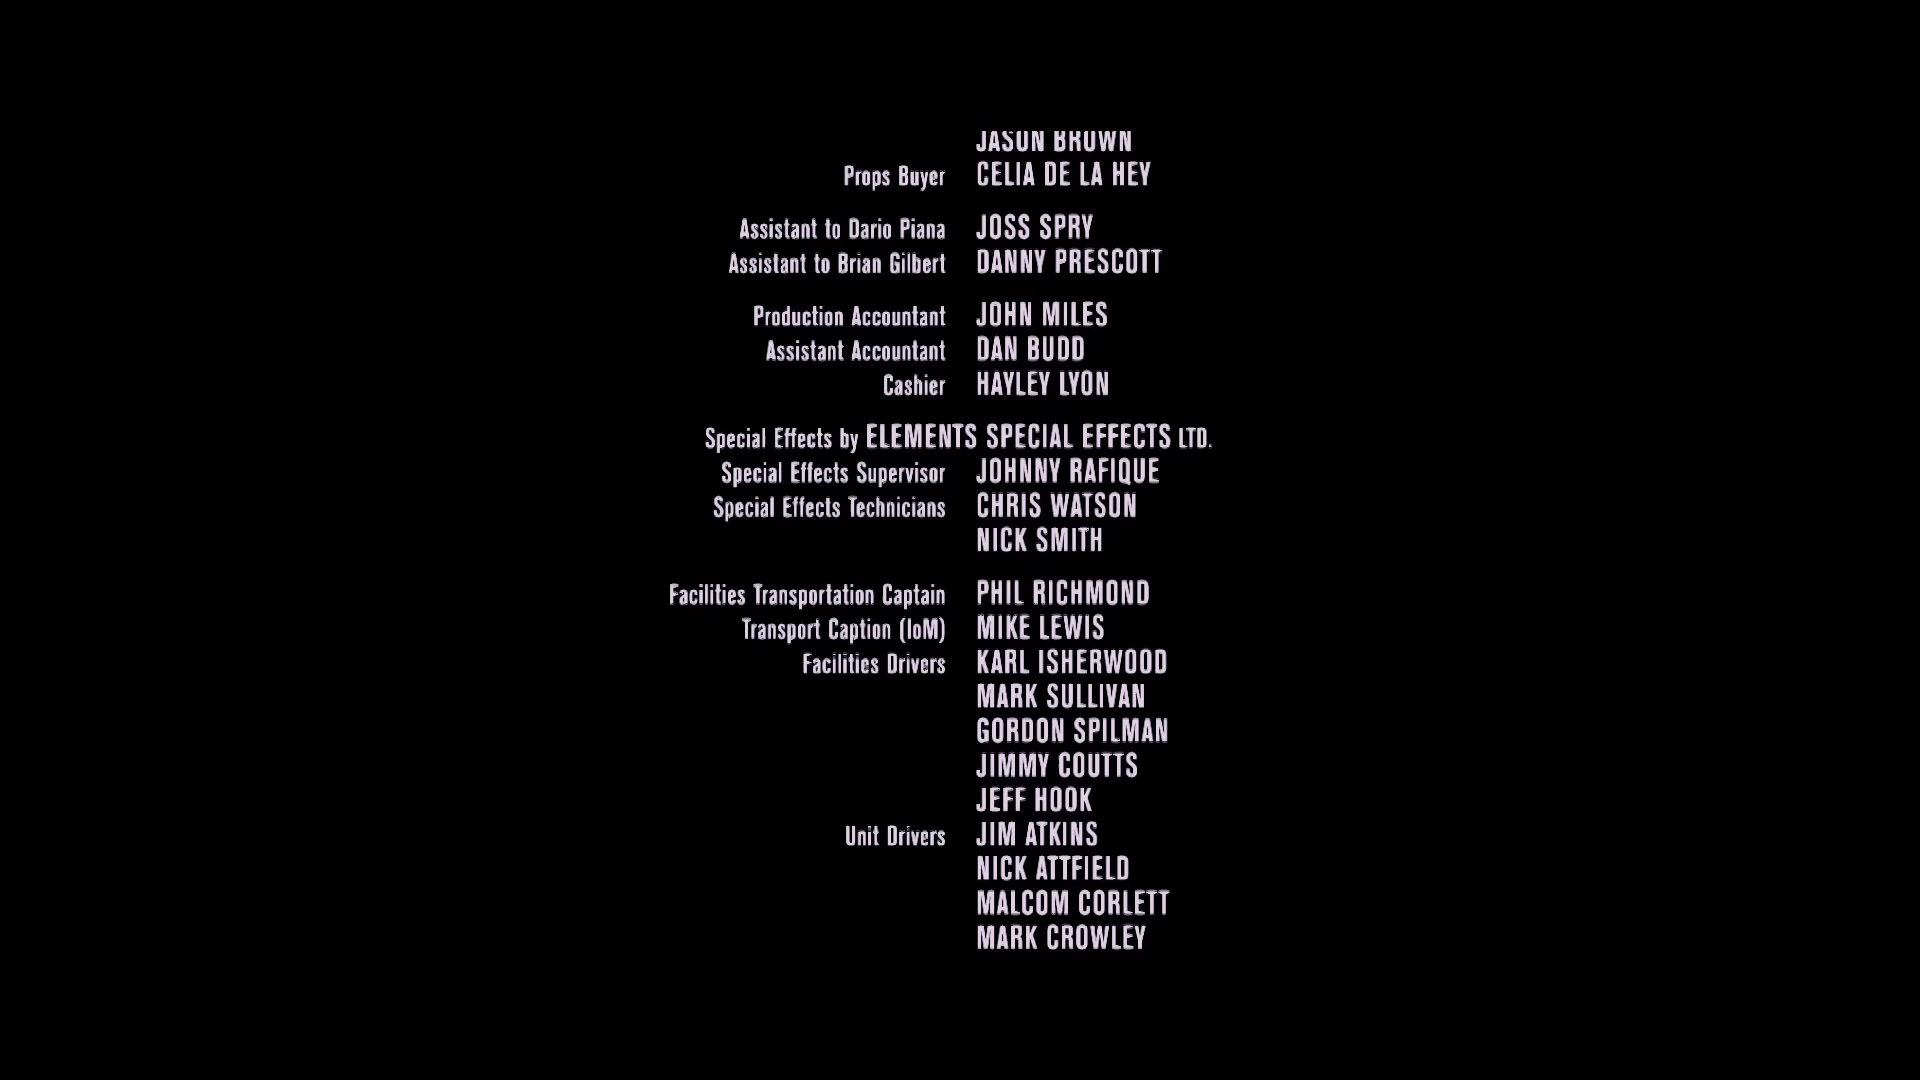 JASON BROWN
Props Buyer CELIA DE LA HEY
Assistant to Dario Piana JOSS SPRY
Assistant to Brian Gilbert DANNY PRESCOTT
Production Accountant JOHN MILES
Assistant Accountant DAN BUDD
Cashier HAYLEY LYON
Special Effects by ELEMENTS SPECIAL EFFECTS LTD.
Special Effects Supervisor JOHNNY RAFIQUE
Special Effects Technicians CHRIS WATSON
NICK SMITH
Facilities Transportation Captain PHIL RICHMOND
Transport Caption (IoM) MIKE LEWIS
Facilities Drivers KARL ISHERWOOD
MARK SULLIVAN
GORDON SPILMAN
JIMMY COUTTS
JEFF HOOK
Unit Drivers JIM ATKINS
NICK ATTFIELD
MALCOM CORLETT
MARK CROWLEY